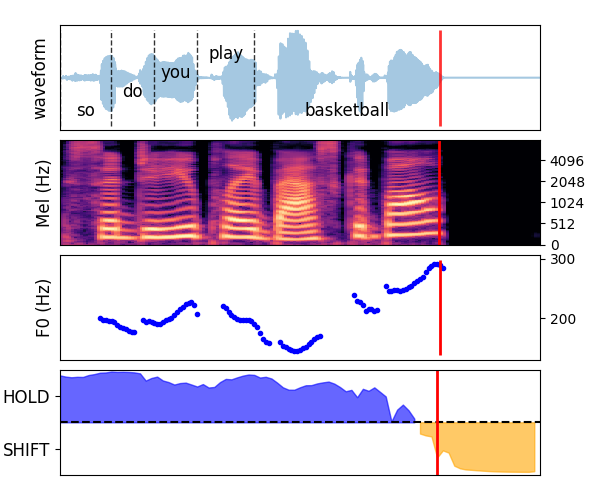 waveform
so
do
you
play
basketball
Mel (Hz)
4096
2048
1024
512
0
F0 (Hz)
300
200
HOLD
SHIFT